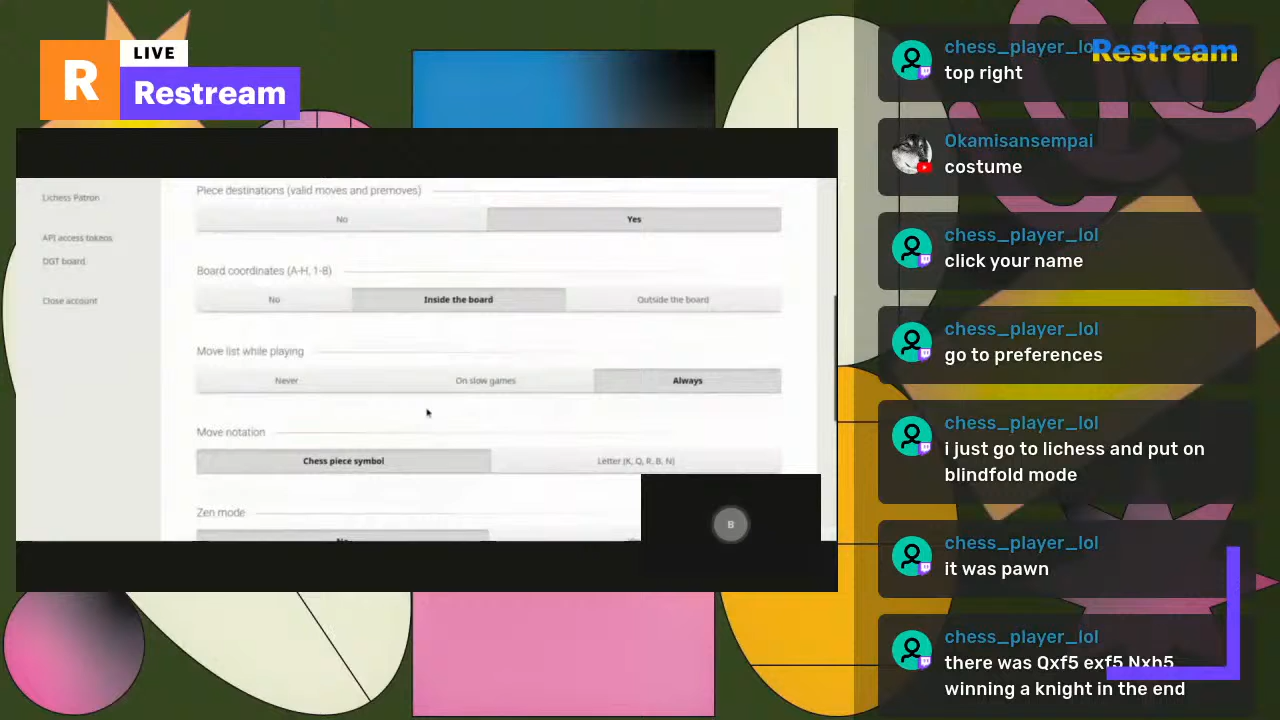 R
LIVE
Restream
Lichess Patron
API access tokens
DGT board
Close account
Piece destinations (valid moves and premoves)
No
Yes
Board coordinates (A-H, 1-8)
No
Inside the board
Outside the board
Move list while playing
Never
On slow games
Always
Move notation
Chess piece symbol
Letter (K, Q, R, B, N)
Zen mode
No
B
Restream
chess_player_lo
top right
Okamisansempai
costume
chess_player_lol
click your name
chess_player_lol
go to preferences
chess_player_lol
i just go to lichess and put on
blindfold mode
chess_player_lol
it was pawn
chess_player_lol
there was Qxf5 exf5 Nxh5
winning a knight in the end